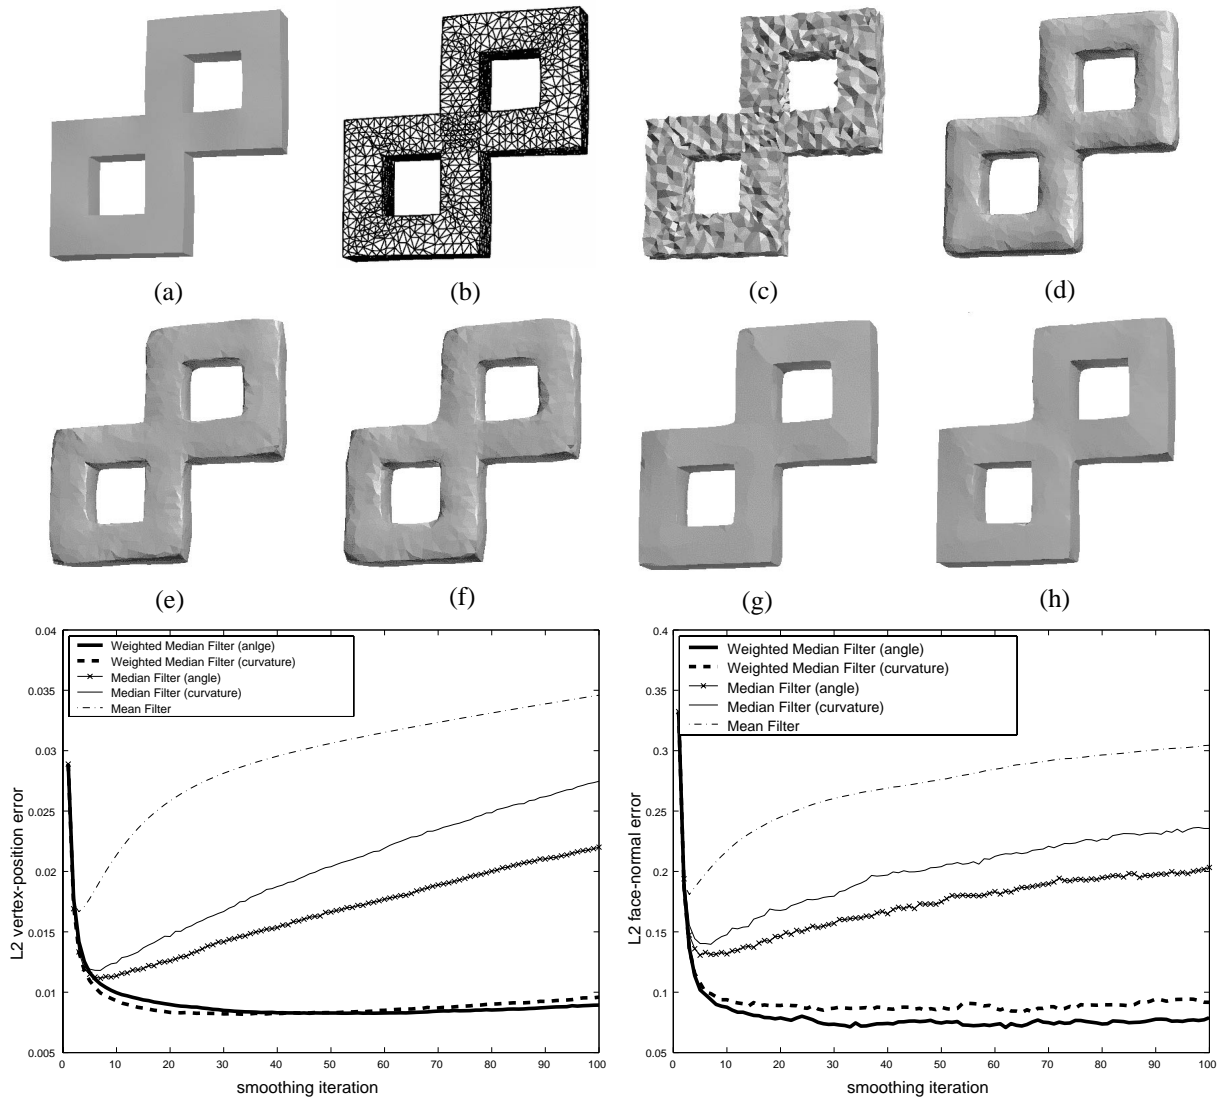 (a)
(b)
(c)
(d)
(e)
(f)
(g)
(h)
0.04
0.035
0.03
0.025
0.02
0.015
0.01
0.005
L2 vertex-position error
Weighted Median Filter (anlge)
Weighted Median Filter (curvature)
Median Filter (angle)
Median Filter (curvature)
Mean Filter
0 10 20 30 40 50 60 70 80 90 100
smoothing iteration
0.4
0.35
0.3
0.25
0.2
0.15
0.1
0.05
L2 face-normal error
Weighted Median Filter (angle)
Weighted Median Filter (curvature)
Median Filter (angle)
Median Filter (curvature)
Mean Filter
0 10 20 30 40 50 60 70 80 90 100
smoothing iteration